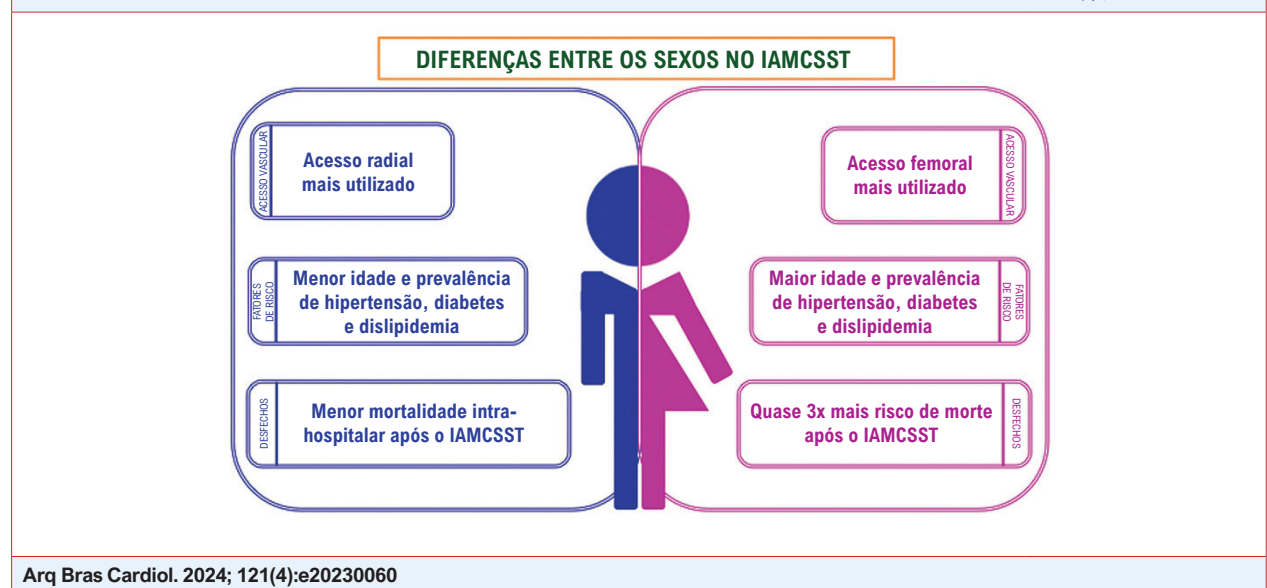 DIFERENÇAS ENTRE OS SEXOS NO IAMCSST
ACESSO VASCULAR
Acesso radial
mais utilizado
FATORES
DE RISCO
Menor idade e prevalência
de hipertensão, diabetes
e dislipidemia
DESFECHOS
Menor mortalidade intra-
hospitalar após o IAMCSST
Acesso femoral
mais utilizado
ACESSO VASCULAR
Maior idade e prevalência
de hipertensão, diabetes
e dislipidemia
FATORES
DE RISCO
Quase 3x mais risco de morte
após o IAMCSST
DESFECHOS
Arq Bras Cardiol. 2024; 121(4):e20230060